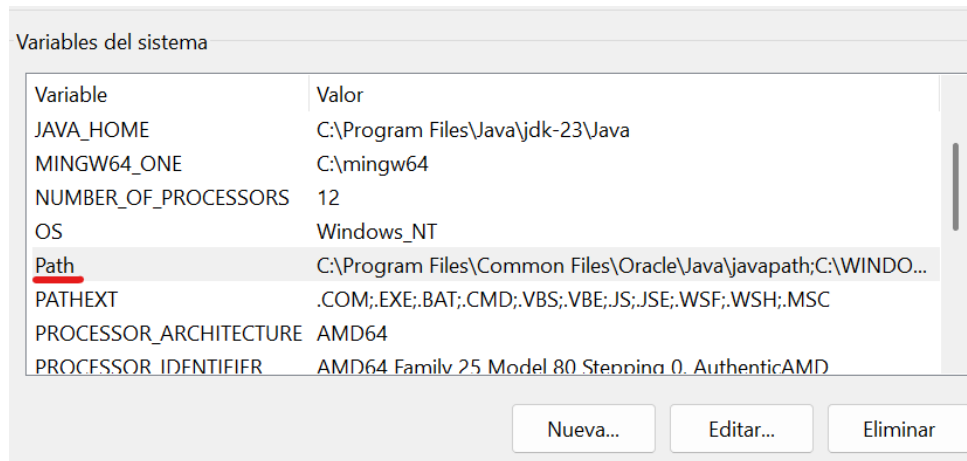 Variables del sistema
Variable Valor
JAVA_HOME C:\Program Files\Java\jdk-23\Java
MINGW64_ONE C:\mingw64
NUMBER_OF_PROCESSORS 12
OS Windows_NT
Path C:\Program Files\Common Files\Oracle\Java\javapath;C:\WINDO...
PATHEXT .COM;.EXE;.BAT;.CMD;.VBS;.VBE;.JS;.JSE;.WSF;.WSH;.MSC
PROCESSOR_ARCHITECTURE AMD64
PROCESSOR_IDENTIFIER AMD64 Family 25 Model 80 Stepping 0, AuthenticAMD
Nueva... Editar... Eliminar